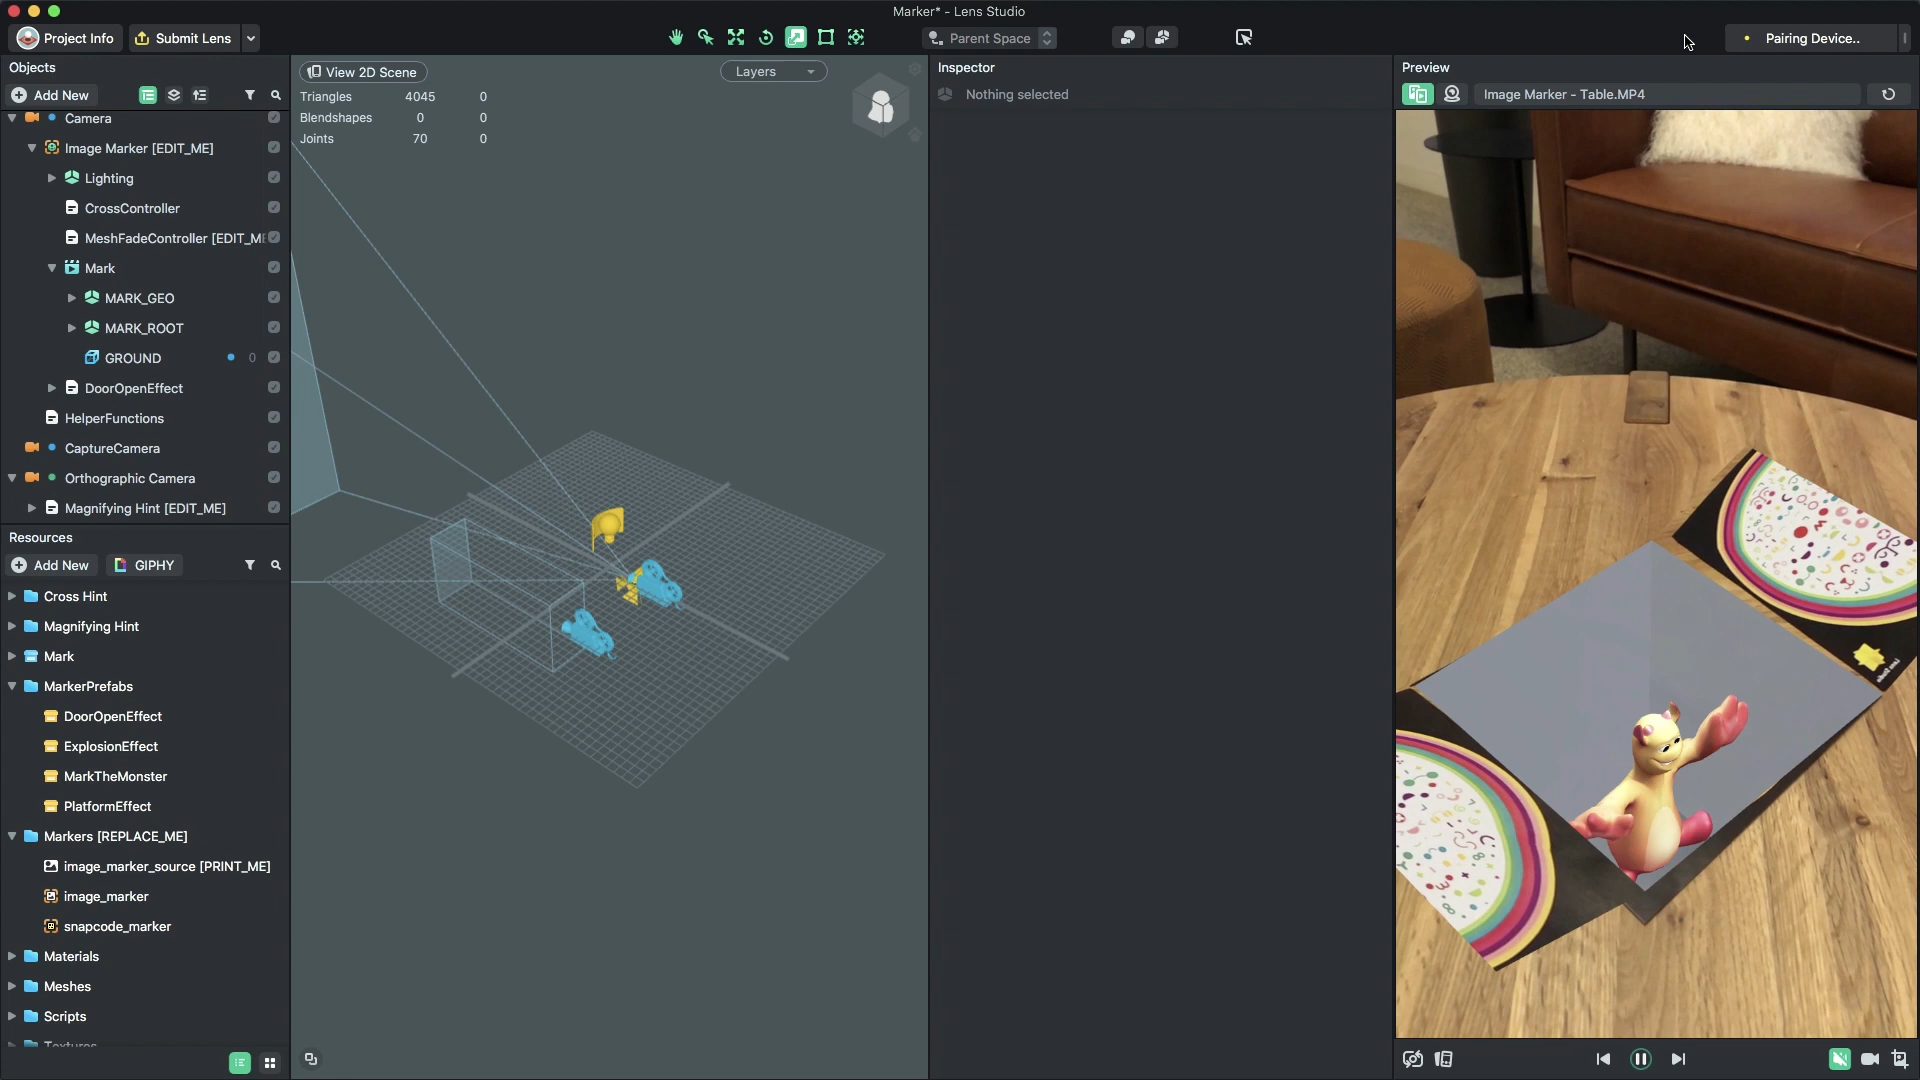 Marker* - Lens Studio
Project Info
Submit Lens
Parent Space
Pairing Device..
Objects
Add New
Camera
Image Marker [EDIT_ME]
Lighting
CrossController
MeshFadeController [EDIT_ME
Mark
MARK_GEO
MARK_ROOT
GROUND
0
DoorOpenEffect
HelperFunctions
CaptureCamera
Orthographic Camera
Magnifying Hint [EDIT_ME]
Resources
Add New
GIPHY
Cross Hint
Magnifying Hint
Mark
MarkerPrefabs
DoorOpenEffect
ExplosionEffect
MarkTheMonster
PlatformEffect
Markers [REPLACE_ME]
image_marker_source [PRINT_ME]
image_marker
snapcode_marker
Materials
Meshes
Scripts
Textures
View 2D Scene
Layers
Triangles 4045 0
Blendshapes 0 0
Joints 70 0
Inspector
Nothing selected
Preview
Image Marker - Table.MP4